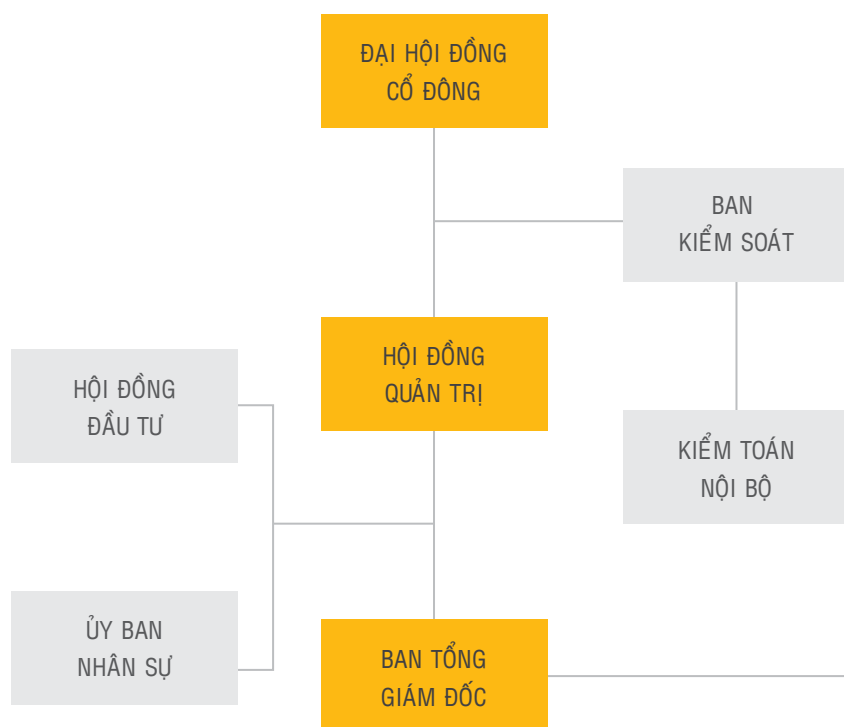 ĐẠI HỘI ĐỒNG
CỔ ĐÔNG
BAN
KIỂM SOÁT
HỘI ĐỒNG
QUẢN TRỊ
HỘI ĐỒNG
ĐẦU TƯ
KIỂM TOÁN
NỘI BỘ
ỦY BAN
NHÂN SỰ
BAN TỔNG
GIÁM ĐỐC